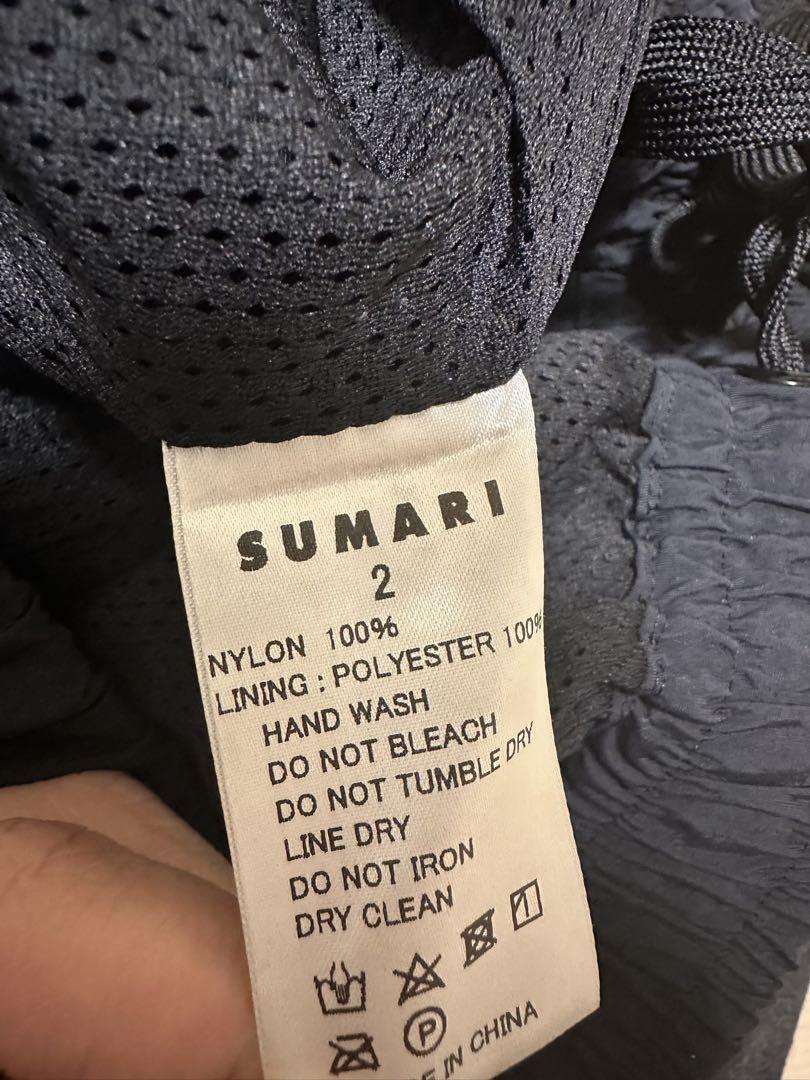 SUMARI
2
NYLON 100%
LINING : POLYESTER 100%
HAND WASH
DO NOT BLEACH
DO NOT TUMBLE DRY
LINE DRY
DO NOT IRON
DRY CLEAN
P
IN CHINA